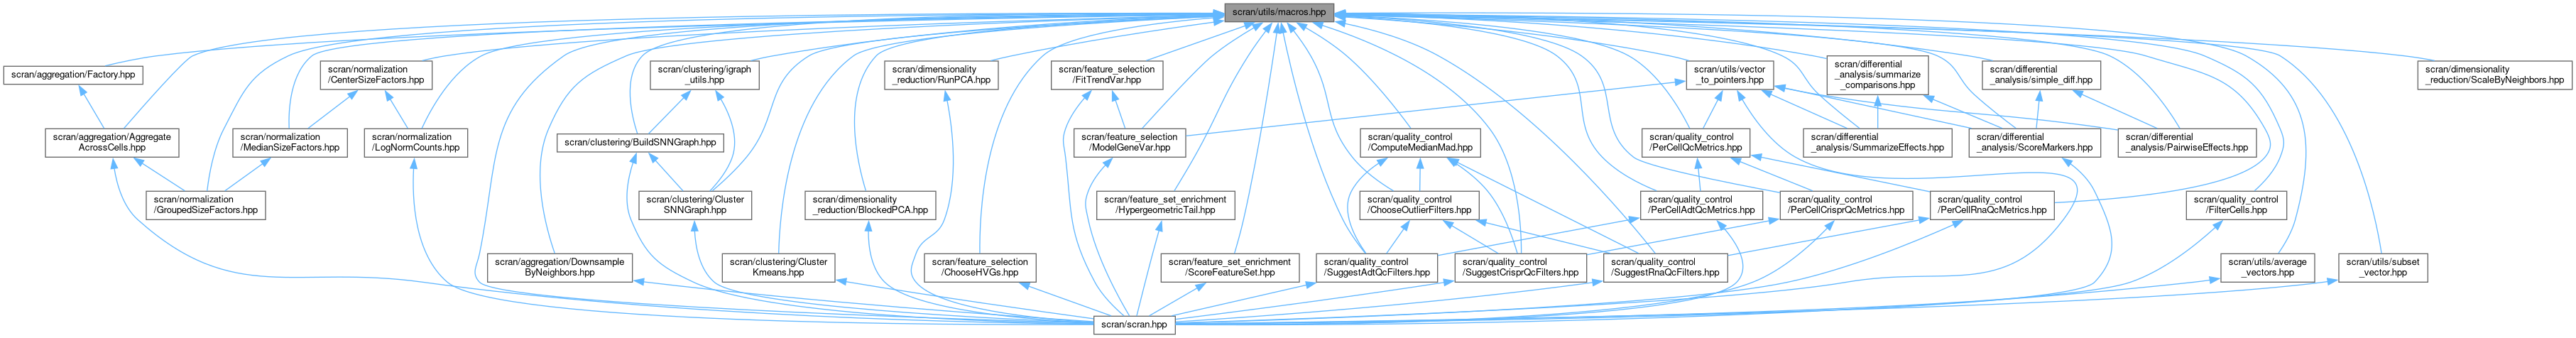 scran/utils/macros.hpp
scran/aggregation/Factory.hpp
scran/normalization
/CenterSizeFactors.hpp
scran/clustering/igraph
_utils.hpp
scran/dimensionality
_reduction/RunPCA.hpp
scran/feature_selection
/FitTrendVar.hpp
scran/utils/vector
_to_pointers.hpp
scran/differential
_analysis/summarize
_comparisons.hpp
scran/differential
_analysis/simple_diff.hpp
scran/dimensionality
_reduction/ScaleByNeighbors.hpp
scran/aggregation/Aggregate
AcrossCells.hpp
scran/normalization
/MedianSizeFactors.hpp
scran/normalization
/LogNormCounts.hpp
scran/clustering/BuildSNNGraph.hpp
scran/feature_selection
/ModelGeneVar.hpp
scran/quality_control
/ComputeMedianMad.hpp
scran/quality_control
/PerCellQcMetrics.hpp
scran/differential
_analysis/SummarizeEffects.hpp
scran/differential
_analysis/ScoreMarkers.hpp
scran/differential
_analysis/PairwiseEffects.hpp
scran/normalization
/GroupedSizeFactors.hpp
scran/clustering/Cluster
SNNGraph.hpp
scran/dimensionality
_reduction/BlockedPCA.hpp
scran/feature_set_enrichment
/HypergeometricTail.hpp
scran/quality_control
/ChooseOutlierFilters.hpp
scran/quality_control
/PerCellAdtQcMetrics.hpp
scran/quality_control
/PerCellCrisprQcMetrics.hpp
scran/quality_control
/PerCellRnaQcMetrics.hpp
scran/quality_control
/FilterCells.hpp
scran/aggregation/Downsample
ByNeighbors.hpp
scran/clustering/Cluster
Kmeans.hpp
scran/feature_selection
/ChooseHVGs.hpp
scran/feature_set_enrichment
/ScoreFeatureSet.hpp
scran/quality_control
/SuggestAdtQcFilters.hpp
scran/quality_control
/SuggestCrisprQcFilters.hpp
scran/quality_control
/SuggestRnaQcFilters.hpp
scran/utils/average
_vectors.hpp
scran/utils/subset
_vector.hpp
scran/scran.hpp